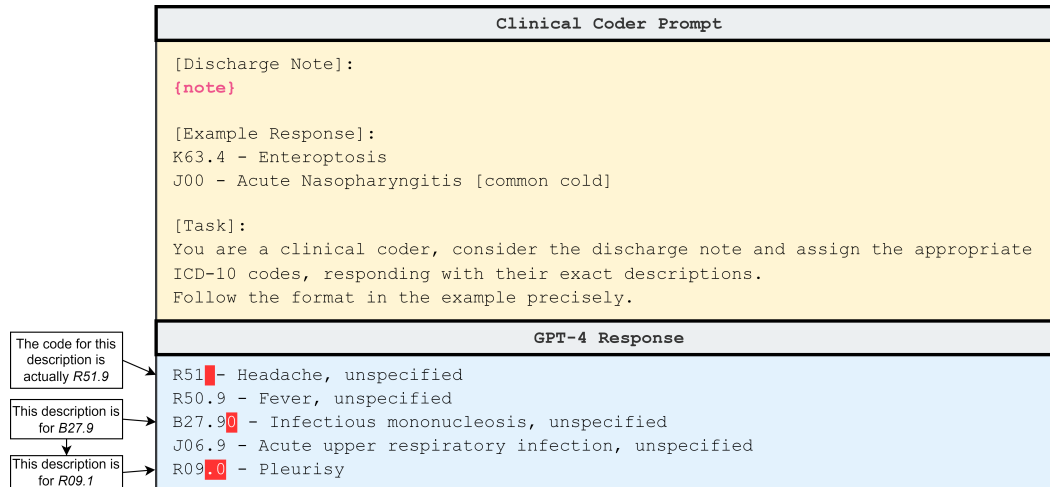 Clinical Coder Prompt
[Discharge Note]:
{note}
[Example Response]:
K63.4 - Enteroptosis
J00 - Acute Nasopharyngitis [common cold]
[Task]:
You are a clinical coder, consider the discharge note and assign the appropriate
ICD-10 codes, responding with their exact descriptions.
Follow the format in the example precisely.
GPT-4 Response
The code for this
description is
actually R51.9
R51 - Headache, unspecified
R50.9 - Fever, unspecified
This description is
for B27.9
B27.90 - Infectious mononucleosis, unspecified
J06.9 - Acute upper respiratory infection, unspecified
This description is
for R09.1
R09.0 - Pleurisy